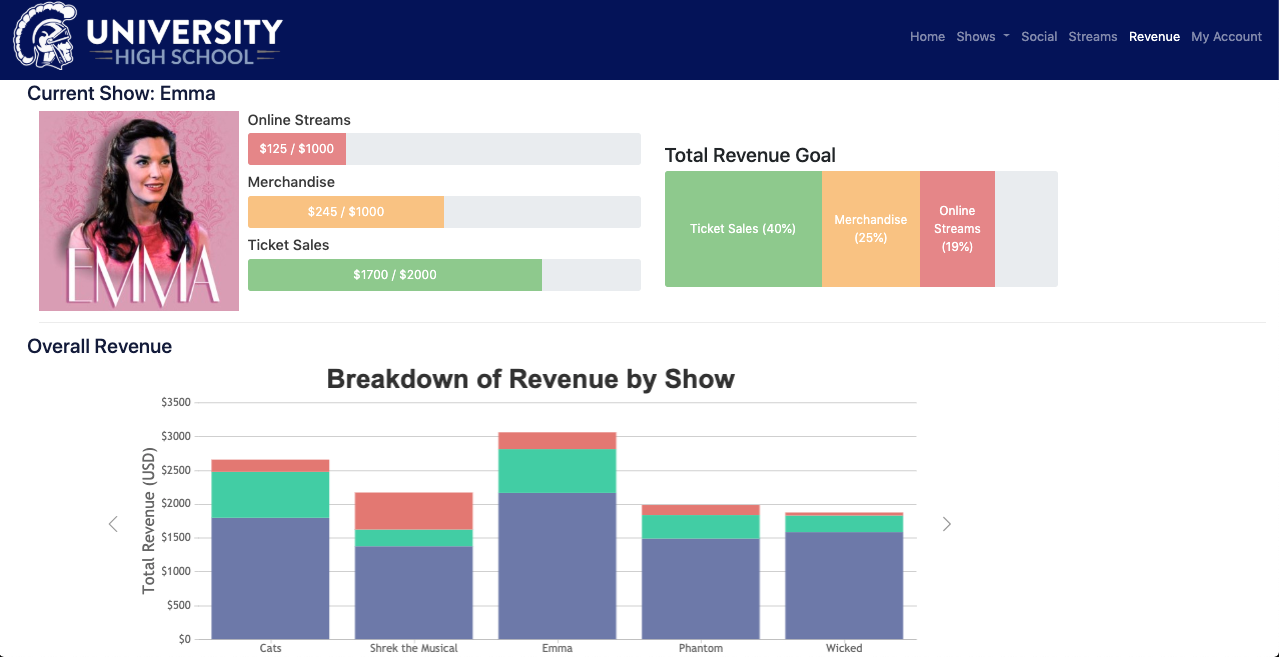 UNIVERSITY
HIGH SCHOOL
Home Shows Social Streams Revenue My Account
Current Show: Emma
EMMA
Online Streams
$125 / $1000
Merchandise
$245 / $1000
Ticket Sales
$1700 / $2000
Total Revenue Goal
Ticket Sales (40%)
Merchandise
(25%)
Online
Streams
(19%)
Overall Revenue
Breakdown of Revenue by Show
Total Revenue (USD)
$3500
$3000
$2500
$2000
$1500
$1000
$500
$0
Cats Shrek the Musical Emma Phantom Wicked